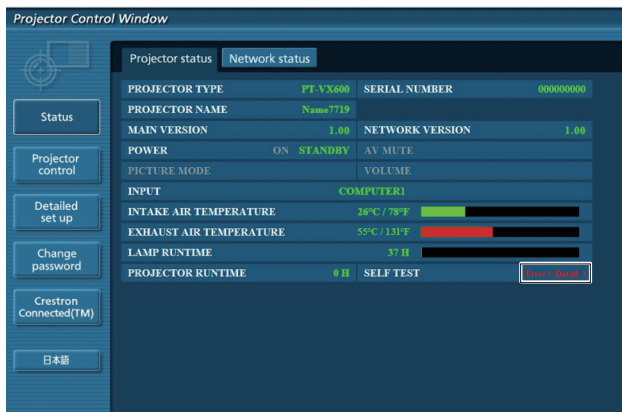 Projector Control Window
Projector status Network status
Status
Projector control
Detailed set up
Change password
Crestron Connected(TM)
日本語
PROJECTOR TYPE PT-VX600 SERIAL NUMBER 000000000
PROJECTOR NAME Name7719
MAIN VERSION 1.00 NETWORK VERSION 1.00
POWER ON STANDBY AV MUTE
PICTURE MODE VOLUME
INPUT COMPUTER1
INTAKE AIR TEMPERATURE 26°C / 78°F
EXHAUST AIR TEMPERATURE 55°C / 131°F
LAMP RUNTIME 37 H
PROJECTOR RUNTIME 0 H SELF TEST Error ( Detail )